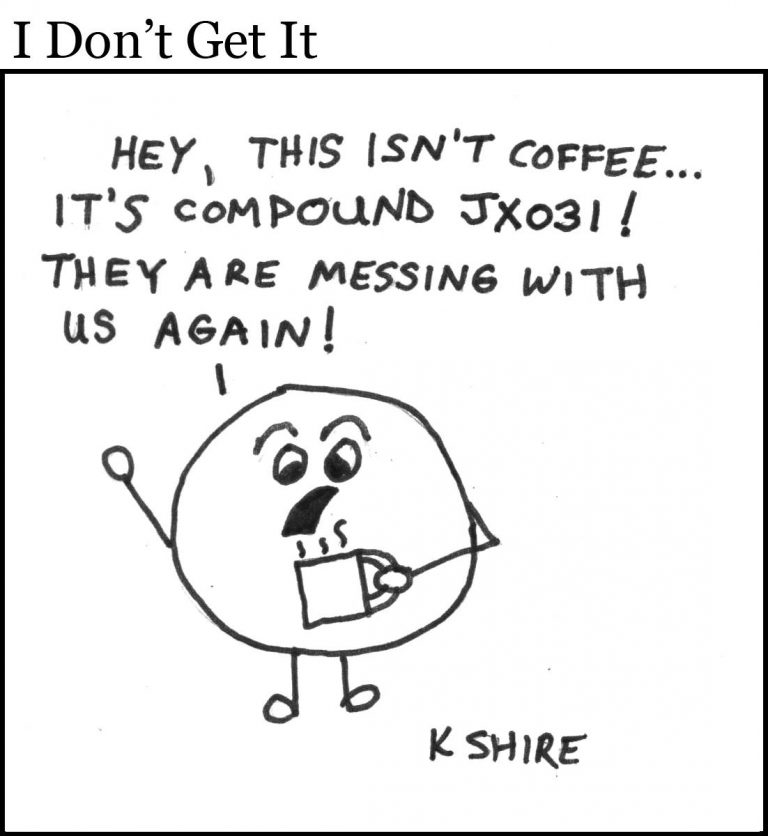 I Don't Get It
HEY, THIS ISN'T COFFEE...
IT'S COMPOUND JX031!
THEY ARE MESSING WITH
US AGAIN!
K SHIRE